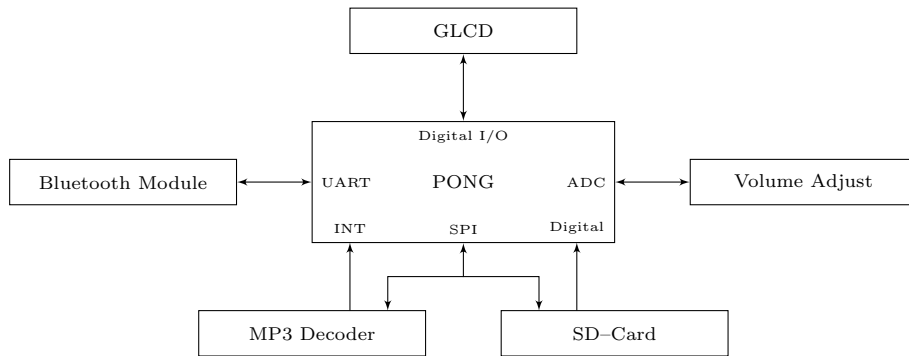 GLCD
Digital I/O
Bluetooth Module
UART
PONG
ADC
Volume Adjust
INT
SPI
Digital
MP3 Decoder
SD–Card